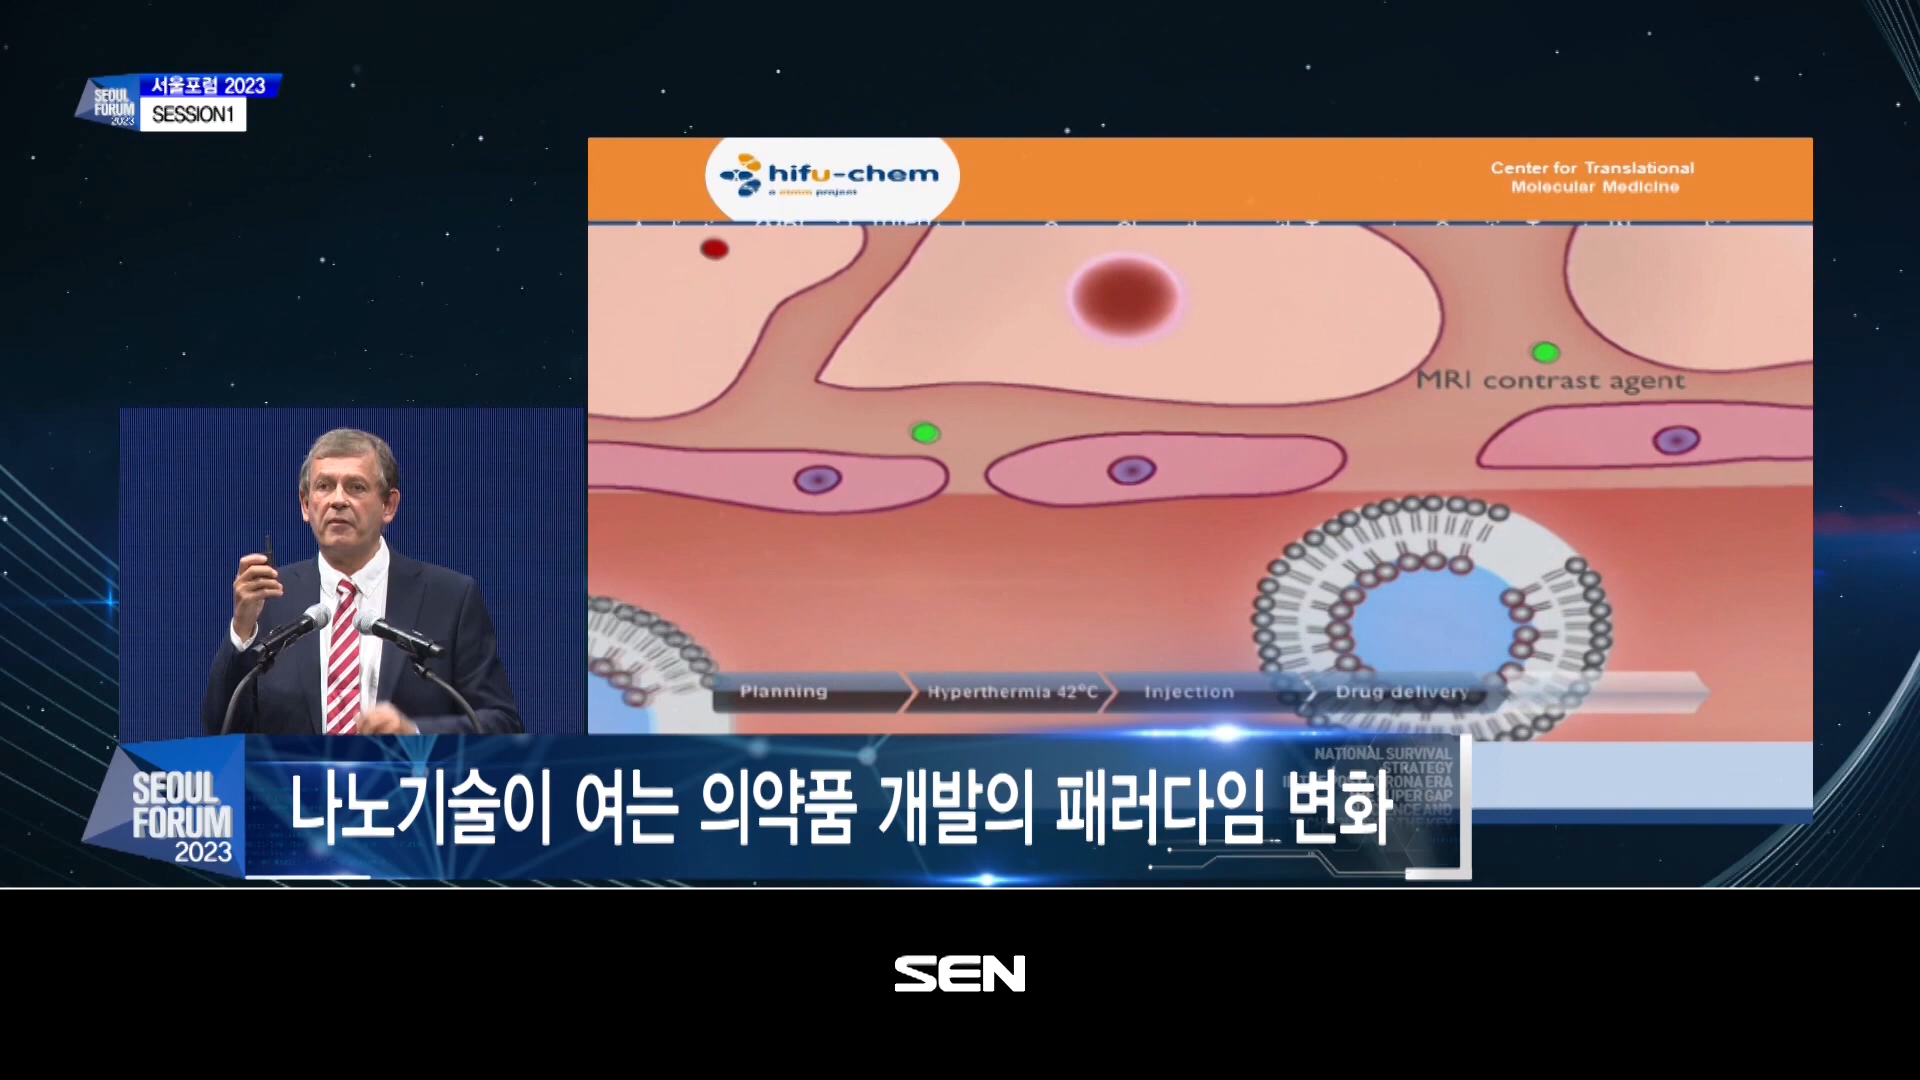 서울포럼 2023
SEOUL
FORUM
2023
SESSION1
hifu-chem
a ctmm project
Center for Translational
Molecular Medicine
MRI contrast agent
Planning
Hyperthermia 42°C
Injection
Drug delivery
SEOUL
FORUM
2023
나노기술이 여는 의약품 개발의 패러다임 변화
NATIONAL SURVIVAL
STRATEGY
SEN